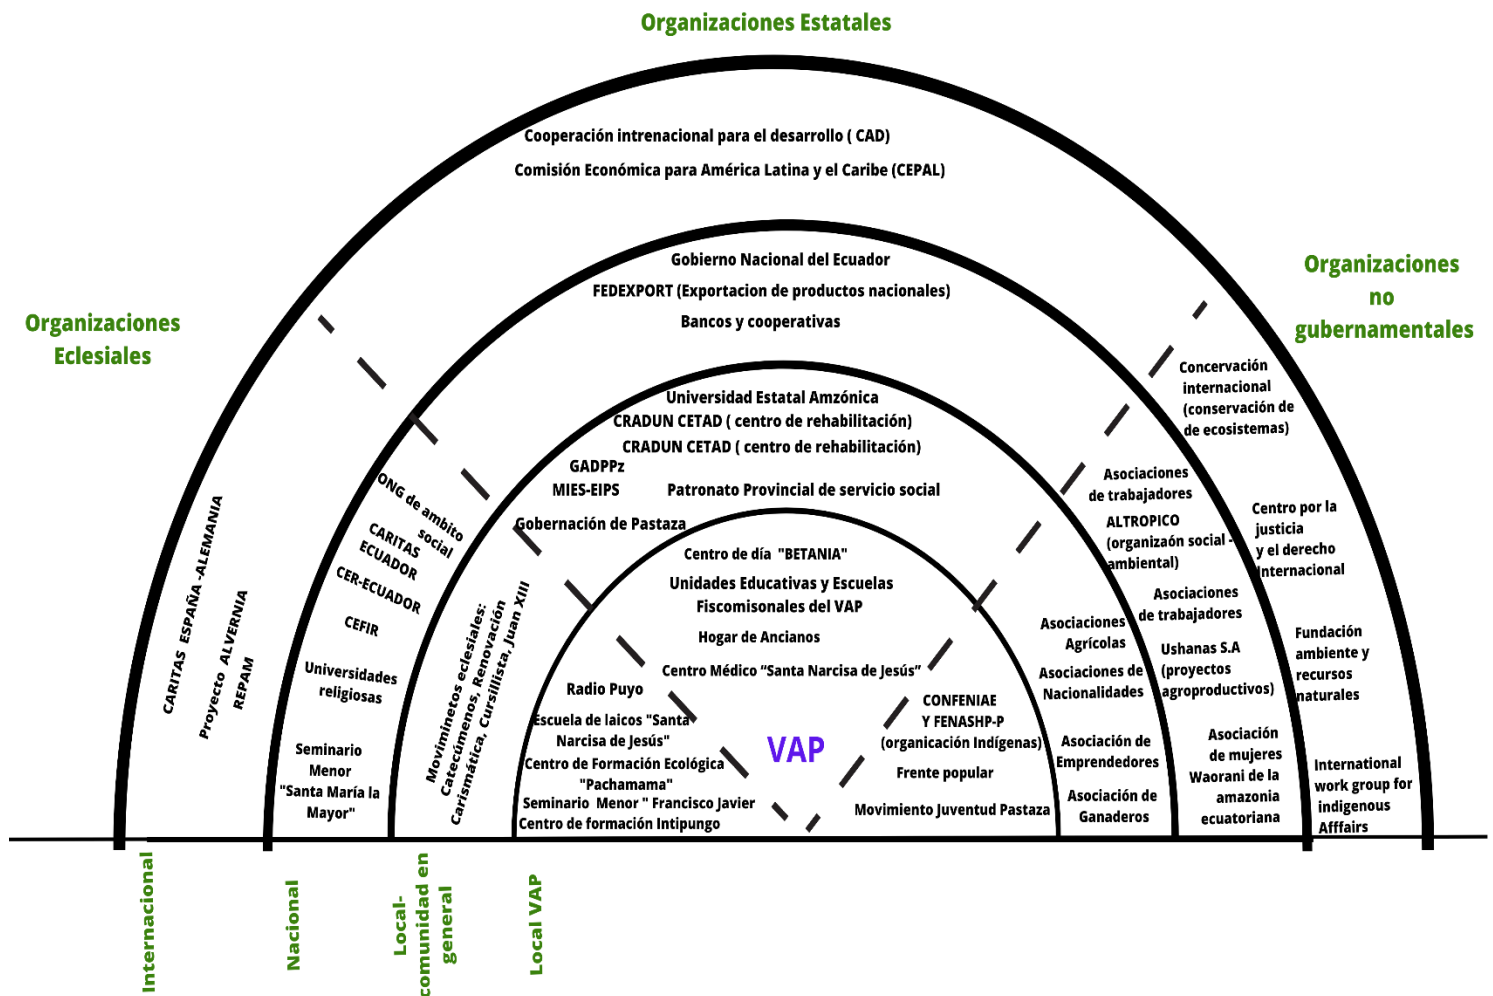 Organizaciones Estatales
Cooperación intrenacional para el desarrollo ( CAD)
Comisión Económica para América Latina y el Caribe (CEPAL)
Gobierno Nacional del Ecuador
FEDEXPORT (Exportacion de productos nacionales)
Bancos y cooperativas
Universidad Estatal Amzónica
CRADUN CETAD ( centro de rehabilitación)
CRADUN CETAD ( centro de rehabilitación)
GADPPz
MIES-EIPS
Patronato Provincial de servicio social
Gobernación de Pastaza
Centro de día "BETANIA"
Unidades Educativas y Escuelas
Fiscomisonales del VAP
Hogar de Ancianos
Centro Médico “Santa Narcisa de Jesús”
VAP
Organizaciones
Eclesiales
CARITAS ESPAÑA -ALEMANIA
Proyecto ALVERNIA
REPAM
ONG de ambito
social
CARITAS
ECUADOR
CER-ECUADOR
CEFIR
Universidades
religiosas
Seminario
Menor
"Santa María la
Mayor"
Moviminetos eclesiales:
Catecúmenos, Renovación
Carismática, Cursillista, Juan XIII
Radio Puyo
Escuela de laicos "Santa
Narcisa de Jesús"
Centro de Formación Ecológica
"Pachamama"
Seminario Menor " Francisco Javier
Centro de formación Intipungo
Organizaciones
no
gubernamentales
Concervación
internacional
(conservación de
de ecosistemas)
Centro por la
justicia
y el derecho
Internacional
Fundación
ambiente y
recursos
naturales
International
work group for
indigenous
Afffairs
Asociaciones
de trabajadores
ALTROPICO
(organizaón social -
ambiental)
Asociaciones
de trabajadores
Ushanas S.A
(proyectos
agroproductivos)
Asociación
de mujeres
Waorani de la
amazonia
ecuatoriana
Asociaciones
Agrícolas
Asociaciones de
Nacionalidades
Asociación de
Emprendedores
Asociación de
Ganaderos
CONFENIAE
Y FENASHP-P
(organicación Indígenas)
Frente popular
Movimiento Juventud Pastaza
Internacional
Nacional
Local-
comunidad en
general
Local VAP